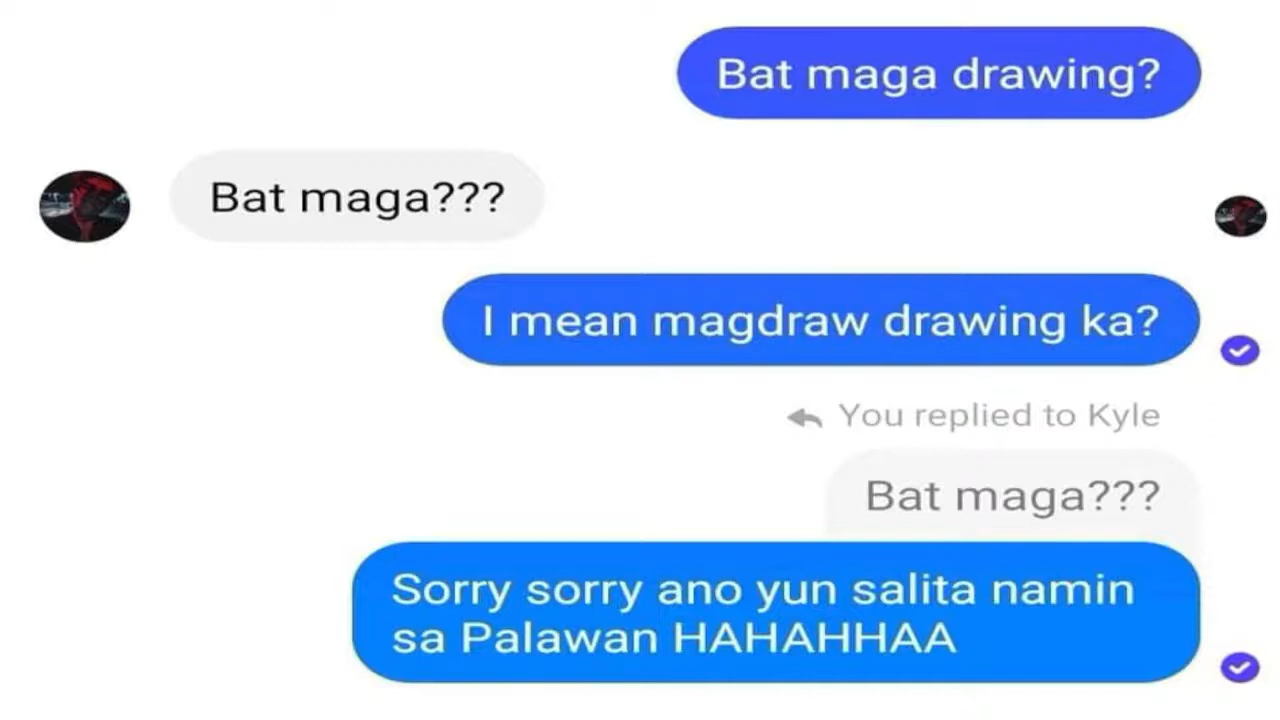 Bat maga drawing?
Bat maga???
I mean magdraw drawing ka?
You replied to Kyle
Bat maga???
Sorry sorry ano yun salita namin
sa Palawan HAHAHHAA